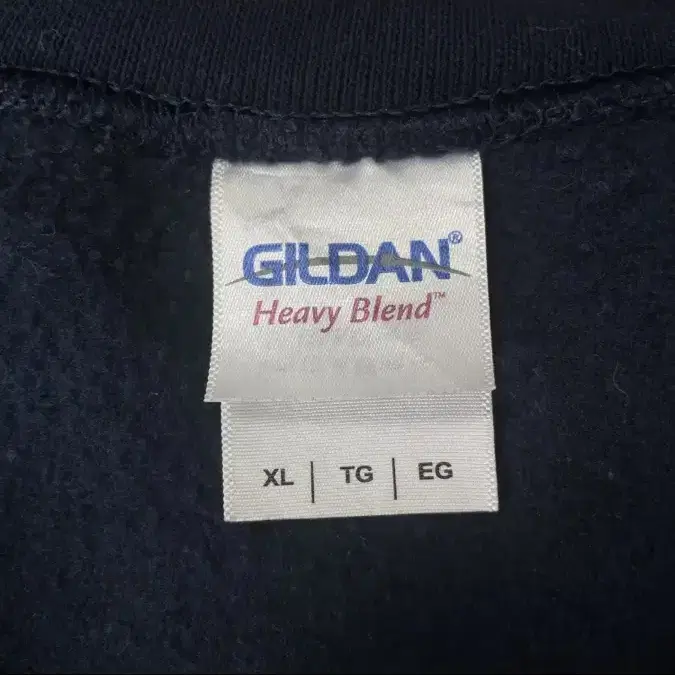 GILDAN®
Heavy Blend™
XL | TG | EG